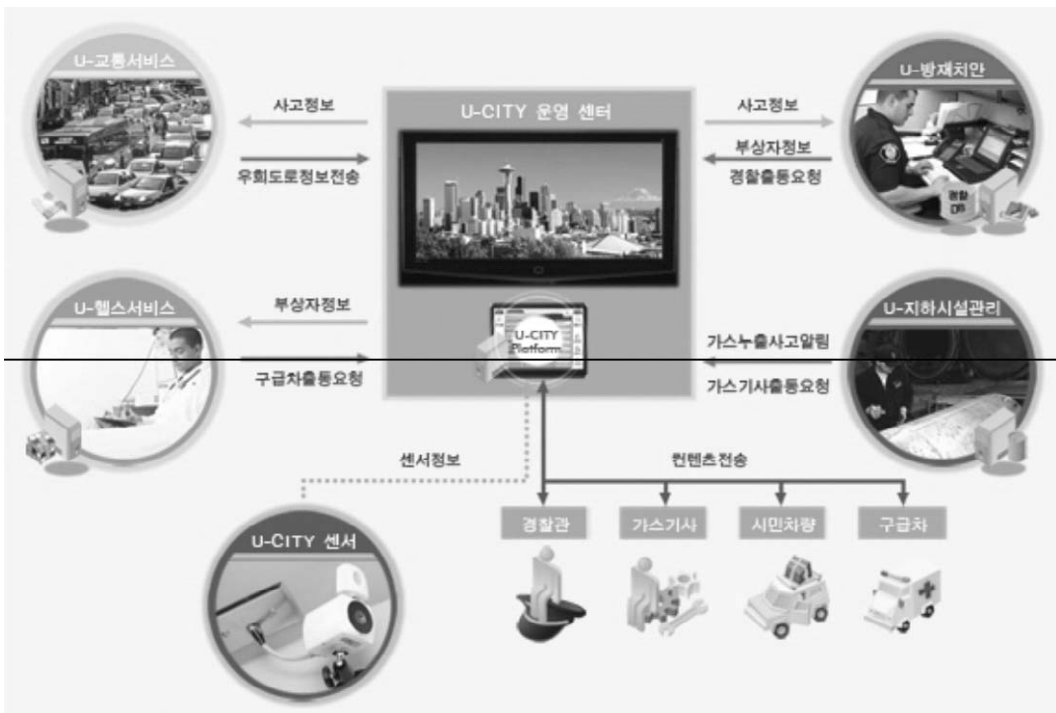 U-교통서비스
사고정보
우회도로정보전송
U-CITY 운영 센터
사고정보
부상자정보
경찰출동요청
U-방재치안
경찰
DB
U-헬스서비스
부상자정보
구급차출동요청
U-CITY
Platform
가스누출사고알림
가스기사출동요청
U-지하시설관리
센서정보
컨텐츠전송
U-CITY 센서
경찰관
가스기사
시민차량
구급차